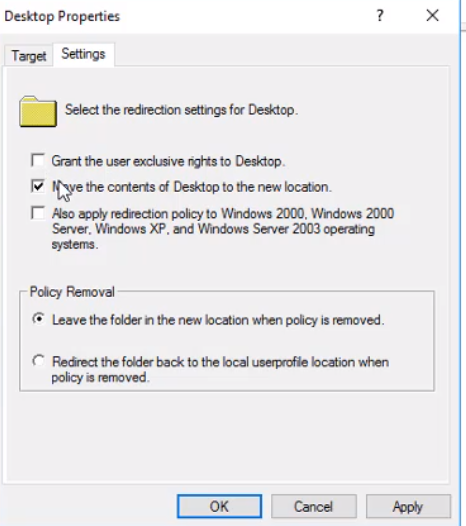 Desktop Properties
?
Target
Settings
Select the redirection settings for Desktop.
Grant the user exclusive rights to Desktop.
the contents of Desktop to the new location.
Also apply redirection policy to Windows 2000, Windows 2000
Server, Windows XP, and Windows Server 2003 operating
systems.
Policy Removal
Leave the folder in the new location when policy is removed.
Redirect the folder back to the local userprofile location when
policy is removed.
OK
Cancel
Apply